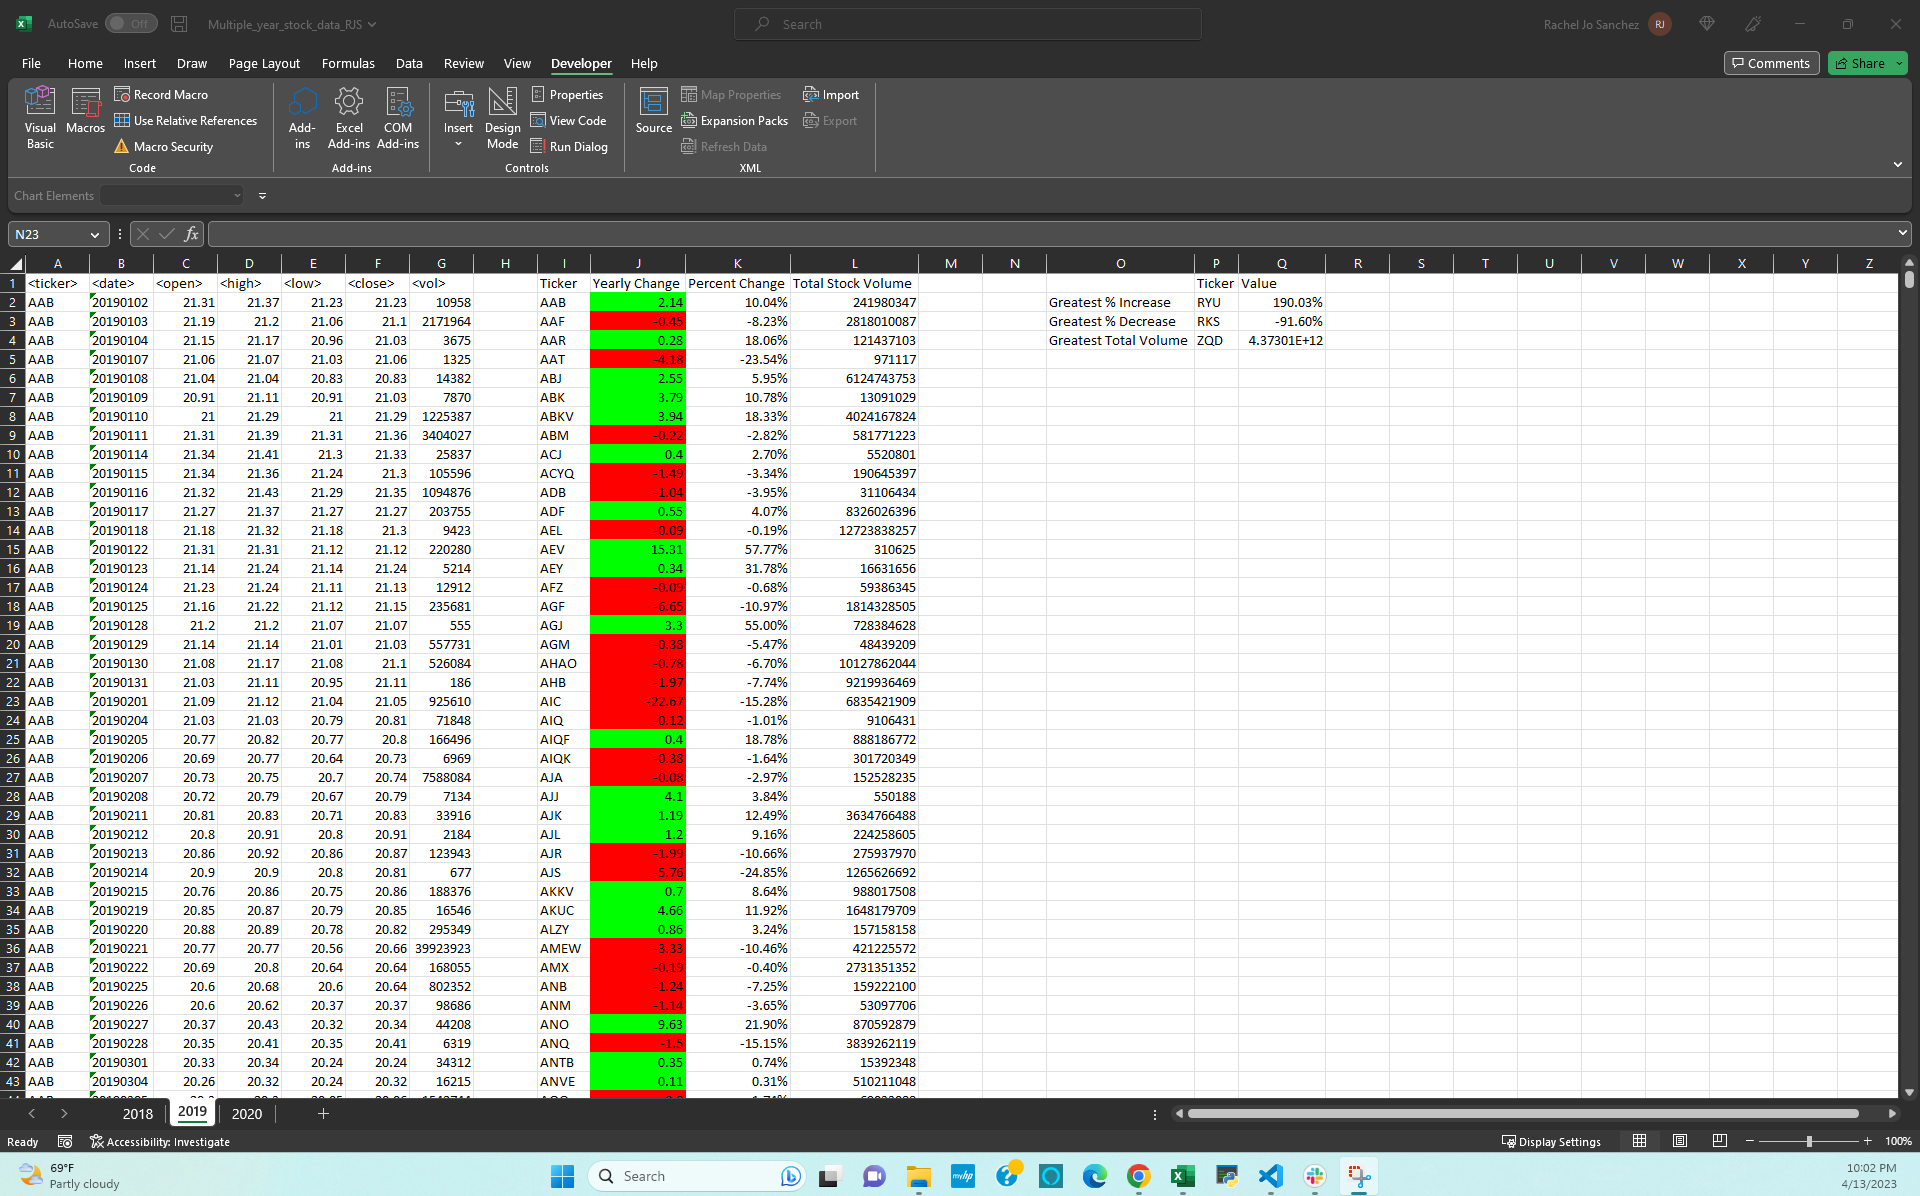 AutoSave Off Multiple_year_stock_data_RJS Search Rachel Jo Sanchez RJ
File Home Insert Draw Page Layout Formulas Data Review View Developer Help Comments Share
Visual Basic Macros Record Macro Use Relative References Macro Security Code
Add-ins Excel Add-ins COM Add-ins Add-ins
Insert Design Mode Properties View Code Run Dialog Controls
Source Map Properties Expansion Packs Refresh Data Import Export XML
Chart Elements
N23 fx
A B C D E F G H I J K L M N O P Q R S T U V W X Y Z
1 <ticker> <date> <open> <high> <low> <close> <vol> Ticker Yearly Change Percent Change Total Stock Volume Ticker Value
2 AAB 20190102 21.31 21.37 21.23 21.23 10958 AAB 2.14 10.04% 241980347 Greatest % Increase RYU 190.03%
3 AAB 20190103 21.19 21.2 21.06 21.1 2171964 AAF -0.45 -8.23% 2818010087 Greatest % Decrease RKS -91.60%
4 AAB 20190104 21.15 21.17 20.96 21.03 3675 AAR 0.28 18.06% 121437103 Greatest Total Volume ZQD 4.37301E+12
5 AAB 20190107 21.06 21.07 21.03 21.06 1325 AAT -4.18 -23.54% 971117
6 AAB 20190108 21.04 21.04 20.83 20.83 14382 ABJ 2.55 5.95% 6124743753
7 AAB 20190109 20.91 21.11 20.91 21.03 7870 ABK 3.79 10.78% 13091029
8 AAB 20190110 21 21.29 21 21.29 1225387 ABKV 3.94 18.33% 4024167824
9 AAB 20190111 21.31 21.39 21.31 21.36 3404027 ABM -0.22 -2.82% 581771223
10 AAB 20190114 21.34 21.41 21.3 21.33 25837 ACJ 0.4 2.70% 5520801
11 AAB 20190115 21.34 21.36 21.24 21.3 105596 ACYQ -1.49 -3.34% 190645397
12 AAB 20190116 21.32 21.43 21.29 21.35 1094876 ADB -1.04 -3.95% 31106434
13 AAB 20190117 21.27 21.37 21.27 21.27 203755 ADF 0.55 4.07% 8326026396
14 AAB 20190118 21.18 21.32 21.18 21.3 9423 AEL -0.09 -0.19% 12723838257
15 AAB 20190122 21.31 21.31 21.12 21.12 220280 AEV 15.31 57.77% 310625
16 AAB 20190123 21.14 21.24 21.14 21.24 5214 AEY 0.34 31.78% 16631656
17 AAB 20190124 21.23 21.24 21.11 21.13 12912 AFZ -0.09 -0.68% 59386345
18 AAB 20190125 21.16 21.22 21.12 21.15 235681 AGF -6.65 -10.97% 1814328505
19 AAB 20190128 21.2 21.2 21.07 21.07 555 AGJ 3.3 55.00% 728384628
20 AAB 20190129 21.14 21.14 21.01 21.03 557731 AGM -0.38 -5.47% 48439209
21 AAB 20190130 21.08 21.17 21.08 21.1 526084 AHAO -0.78 -6.70% 10127862044
22 AAB 20190131 21.03 21.11 20.95 21.11 186 AHB -1.97 -7.74% 9219936469
23 AAB 20190201 21.09 21.12 21.04 21.05 925610 AIC -22.67 -15.28% 6835421909
24 AAB 20190204 21.03 21.03 20.79 20.81 71848 AIQ -0.12 -1.01% 9106431
25 AAB 20190205 20.77 20.82 20.77 20.8 166496 AIQF 0.4 18.78% 888186772
26 AAB 20190206 20.69 20.77 20.64 20.73 6969 AIQK -0.38 -1.64% 301720349
27 AAB 20190207 20.73 20.75 20.7 20.74 7588084 AJA -0.08 -2.97% 152528235
28 AAB 20190208 20.72 20.79 20.67 20.79 7134 AJJ 4.1 3.84% 550188
29 AAB 20190211 20.81 20.83 20.71 20.83 33916 AJK 1.19 12.49% 3634766488
30 AAB 20190212 20.8 20.91 20.8 20.91 2184 AJL 1.2 9.16% 224258605
31 AAB 20190213 20.86 20.92 20.86 20.87 123943 AJR -1.99 -10.66% 275937970
32 AAB 20190214 20.9 20.9 20.8 20.81 677 AJS -5.76 -24.85% 1265626692
33 AAB 20190215 20.76 20.86 20.75 20.86 188376 AKKV 0.7 8.64% 988017508
34 AAB 20190219 20.85 20.87 20.79 20.85 16546 AKUC 4.66 11.92% 1648179709
35 AAB 20190220 20.88 20.89 20.78 20.82 295349 ALZY 0.86 3.24% 157158158
36 AAB 20190221 20.77 20.77 20.56 20.66 39923923 AMEW -3.33 -10.46% 421225572
37 AAB 20190222 20.69 20.8 20.64 20.64 168055 AMX -0.19 -0.40% 2731351352
38 AAB 20190225 20.6 20.68 20.6 20.64 802352 ANB -1.24 -7.25% 159222100
39 AAB 20190226 20.6 20.62 20.37 20.37 98686 ANM -1.14 -3.65% 53097706
40 AAB 20190227 20.37 20.43 20.32 20.34 44208 ANO 9.63 21.90% 870592879
41 AAB 20190228 20.35 20.41 20.35 20.41 6319 ANQ -1.5 -15.15% 3839262119
42 AAB 20190301 20.33 20.34 20.24 20.24 34312 ANTB 0.35 0.74% 15392348
43 AAB 20190304 20.26 20.32 20.24 20.32 16215 ANVE 0.11 0.31% 510211048
2018 2019 2020
Ready Accessibility: Investigate Display Settings 100%
69°F Partly cloudy Search myhp 10:02 PM 4/13/2023